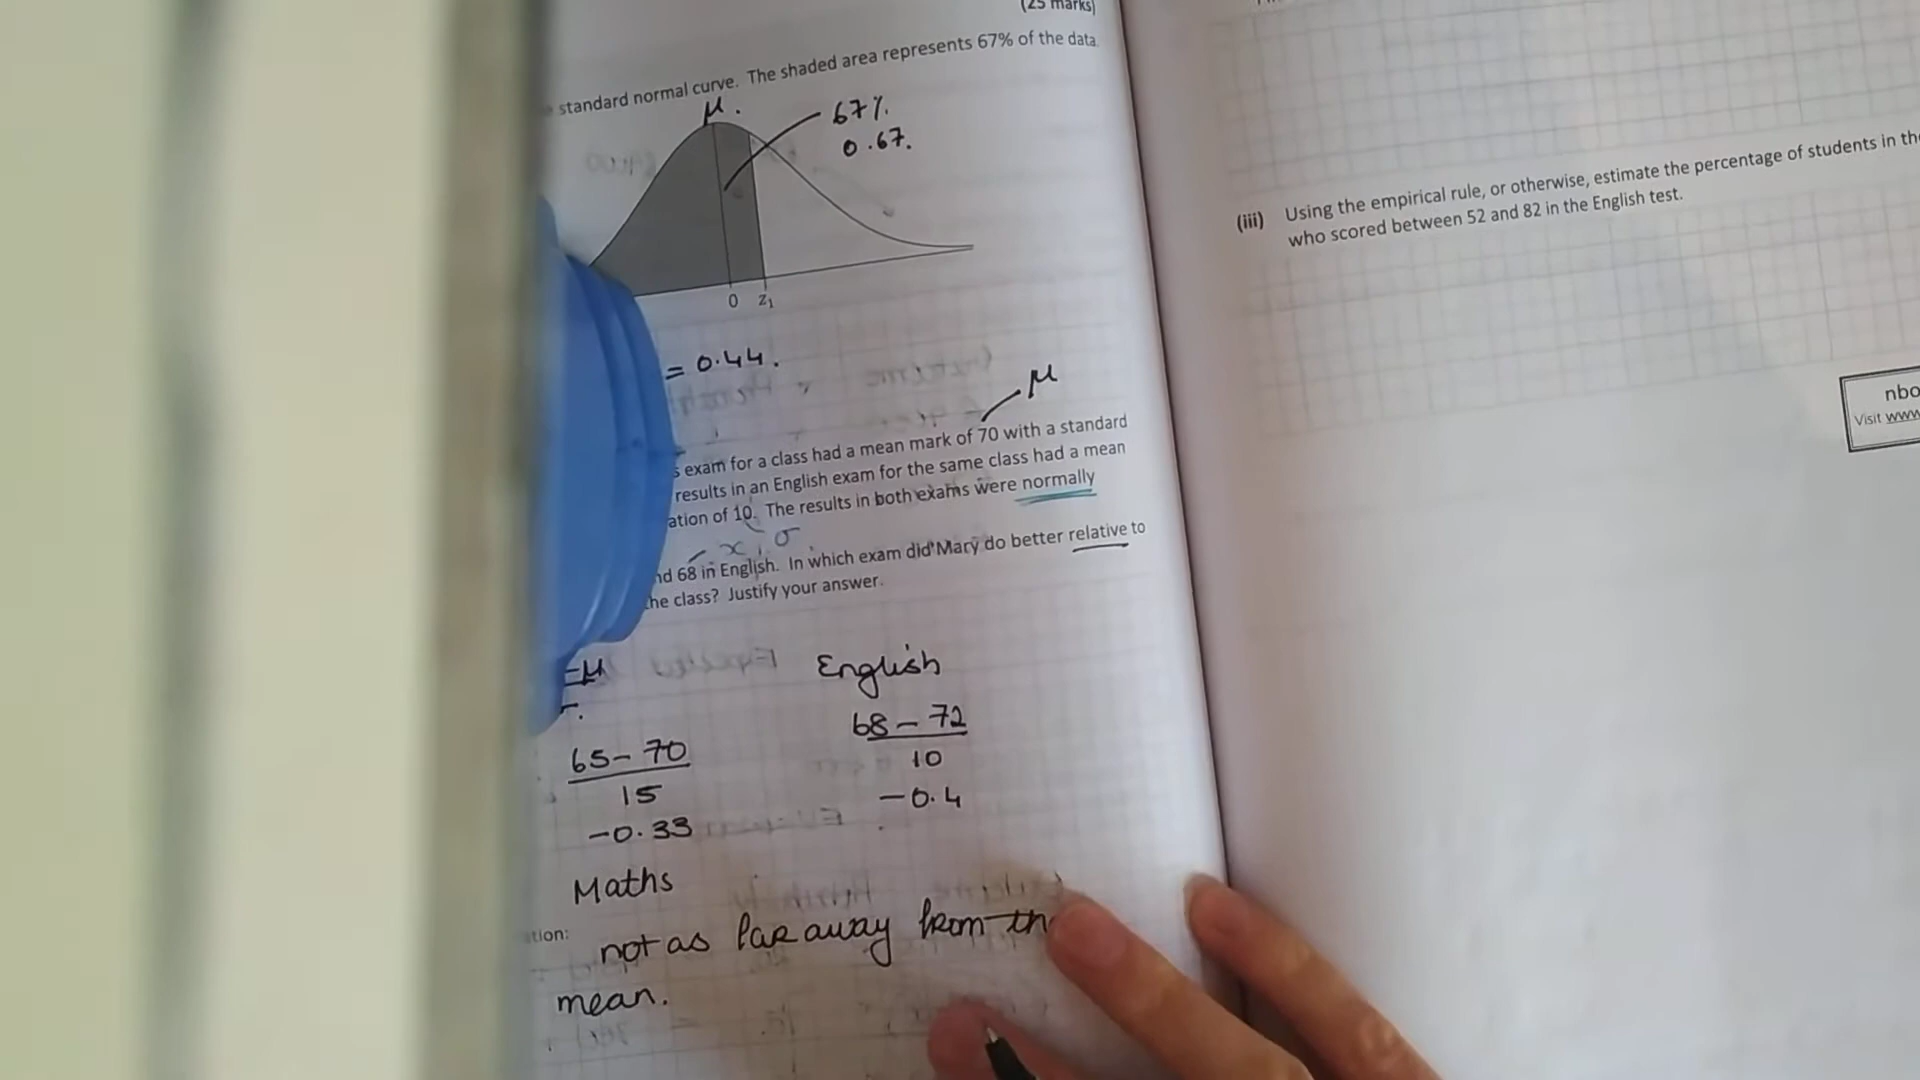 (25 marks)
standard normal curve. The shaded area represents 67% of the data.
μ.
67%.
0.67.
0 z₁
= 0.44.
μ
exam for a class had a mean mark of 70 with a standard
results in an English exam for the same class had a mean
ation of 10. The results in both exams were normally
x, σ
nd 68 in English. In which exam did Mary do better relative to
the class? Justify your answer.
-μ
English
65-70
15
-0.33
68-72
10
-0.4
Maths
tion:
not as far away from th
mean.
(iii) Using the empirical rule, or otherwise, estimate the percentage of students in the
who scored between 52 and 82 in the English test.
nbo
Visit www